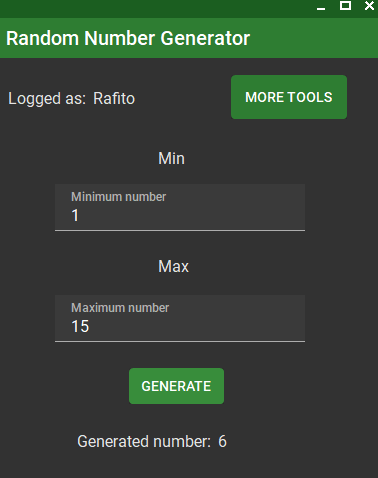 Random Number Generator
Logged as: Rafito
MORE TOOLS
Min
Minimum number
1
Max
Maximum number
15
GENERATE
Generated number: 6